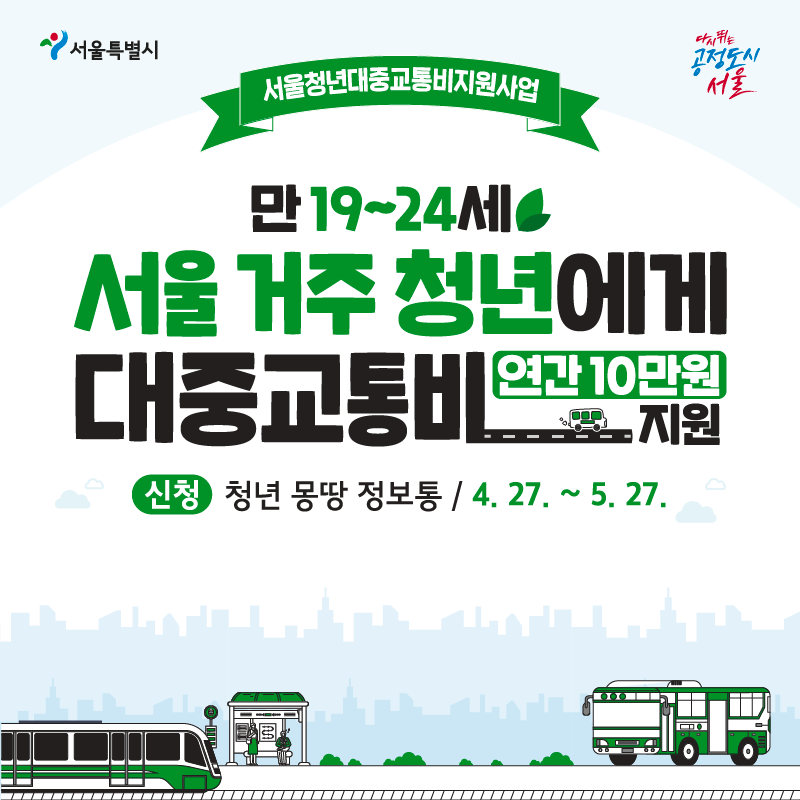 서울특별시
다시뛰는
공정도시
서울
서울청년대중교통비지원사업
만 19~24세
서울 거주 청년에게
대중교통비 연간 10만원 지원
신청 청년 몽땅 정보통 / 4. 27. ~ 5. 27.